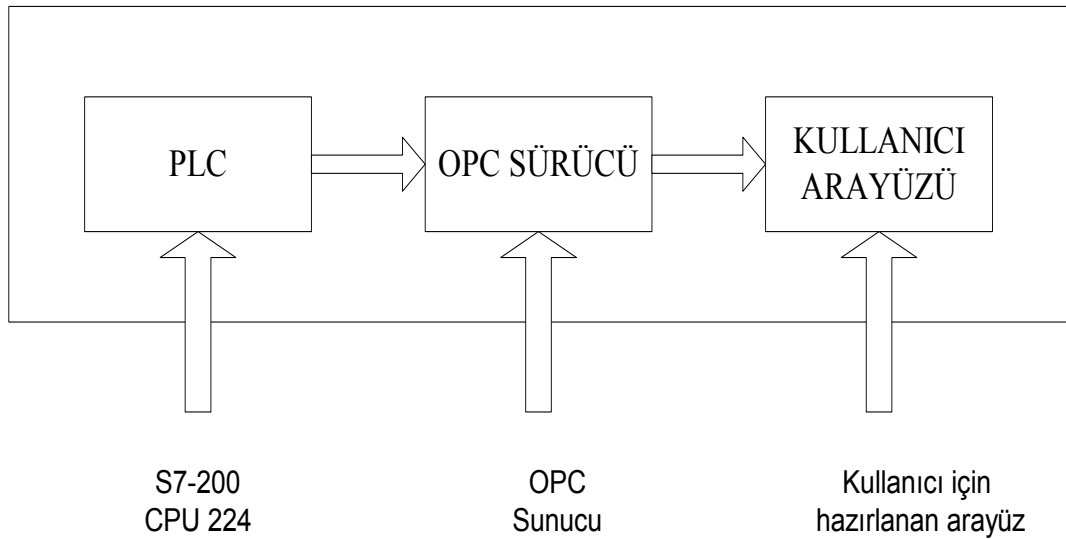 PLC
OPC SÜRÜCÜ
KULLANICI
ARAYÜZÜ
S7-200
CPU 224
OPC
Sunucu
Kullanıcı için
hazırlanan arayüz